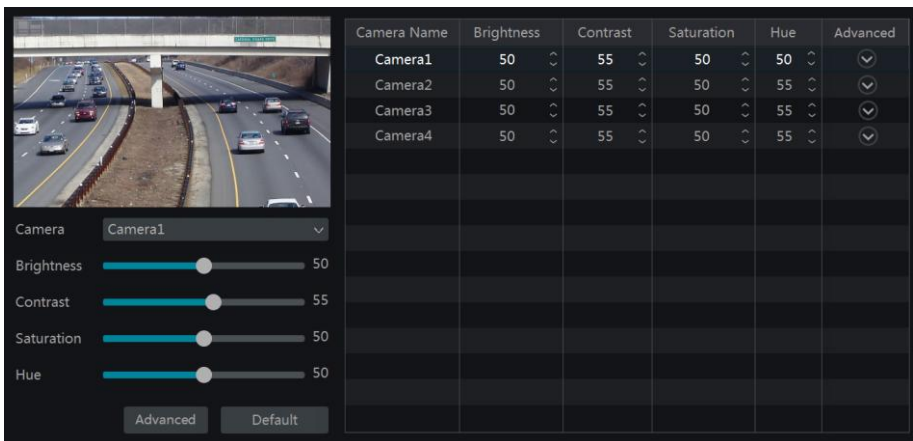 Camera Name Brightness Contrast Saturation Hue Advanced
Camera1 50 55 50 50
Camera2 50 55 50 55
Camera3 50 55 50 55
Camera4 50 55 50 55
Camera Camera1
Brightness 50
Contrast 55
Saturation 50
Hue 50
Advanced Default